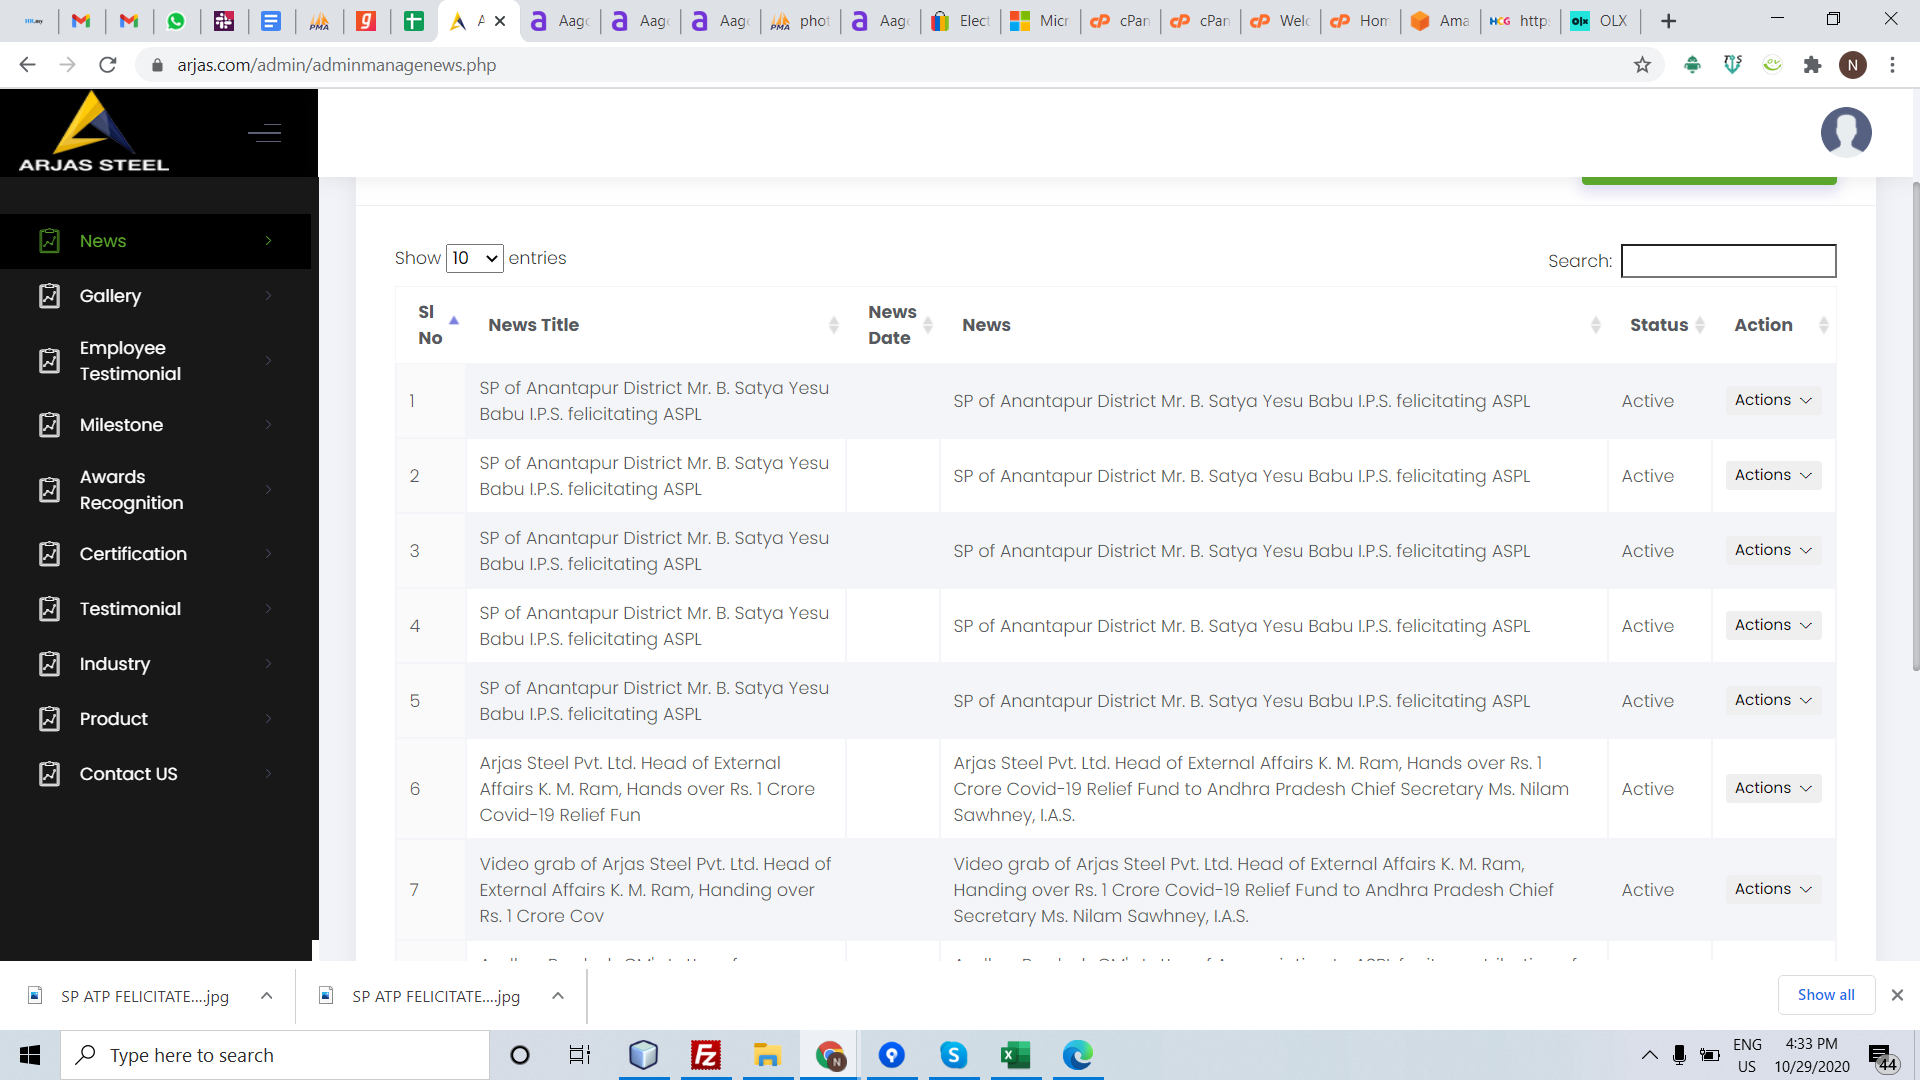 A
Aago
Aago
Aago
phot
Aago
Elect
Micr
cPan
cPan
Welc
Hom
Ama
https
OLX
arjas.com/admin/adminmanagenews.php
N
ARJAS STEEL
News
Gallery
Employee
Testimonial
Milestone
Awards
Recognition
Certification
Testimonial
Industry
Product
Contact US
Show 10 entries
Search:
Sl
No
News Title
News
Date
News
Status
Action
1
SP of Anantapur District Mr. B. Satya Yesu
Babu I.P.S. felicitating ASPL
SP of Anantapur District Mr. B. Satya Yesu Babu I.P.S. felicitating ASPL
Active
Actions
2
SP of Anantapur District Mr. B. Satya Yesu
Babu I.P.S. felicitating ASPL
SP of Anantapur District Mr. B. Satya Yesu Babu I.P.S. felicitating ASPL
Active
Actions
3
SP of Anantapur District Mr. B. Satya Yesu
Babu I.P.S. felicitating ASPL
SP of Anantapur District Mr. B. Satya Yesu Babu I.P.S. felicitating ASPL
Active
Actions
4
SP of Anantapur District Mr. B. Satya Yesu
Babu I.P.S. felicitating ASPL
SP of Anantapur District Mr. B. Satya Yesu Babu I.P.S. felicitating ASPL
Active
Actions
5
SP of Anantapur District Mr. B. Satya Yesu
Babu I.P.S. felicitating ASPL
SP of Anantapur District Mr. B. Satya Yesu Babu I.P.S. felicitating ASPL
Active
Actions
6
Arjas Steel Pvt. Ltd. Head of External
Affairs K. M. Ram, Hands over Rs. 1 Crore
Covid-19 Relief Fun
Arjas Steel Pvt. Ltd. Head of External Affairs K. M. Ram, Hands over Rs. 1
Crore Covid-19 Relief Fund to Andhra Pradesh Chief Secretary Ms. Nilam
Sawhney, I.A.S.
Active
Actions
7
Video grab of Arjas Steel Pvt. Ltd. Head of
External Affairs K. M. Ram, Handing over
Rs. 1 Crore Cov
Video grab of Arjas Steel Pvt. Ltd. Head of External Affairs K. M. Ram,
Handing over Rs. 1 Crore Covid-19 Relief Fund to Andhra Pradesh Chief
Secretary Ms. Nilam Sawhney, I.A.S.
Active
Actions
SP ATP FELICITATE....jpg
SP ATP FELICITATE....jpg
Show all
Type here to search
ENG
US
4:33 PM
10/29/2020
44